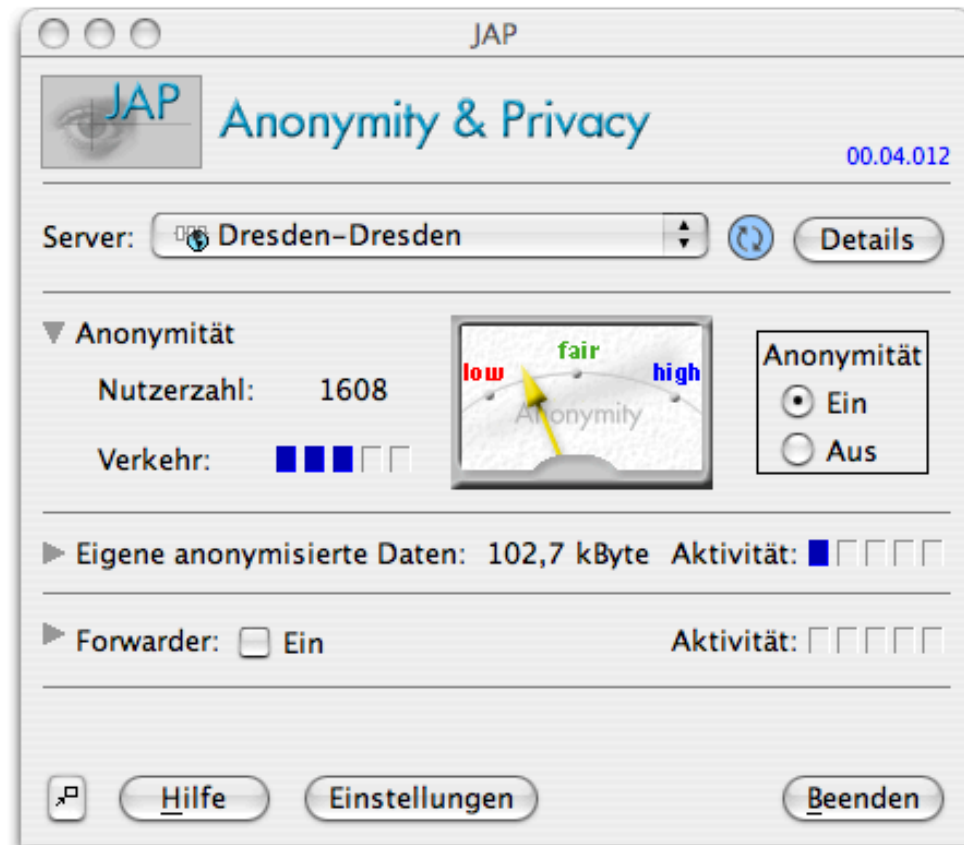 JAP
JAP Anonymity & Privacy
00.04.012
Server: Dresden-Dresden Details
Anonymität
Nutzerzahl: 1608
Verkehr:
low fair high
Anonymity
Anonymität
Ein
Aus
Eigene anonymisierte Daten: 102,7 kByte Aktivität:
Forwarder: Ein Aktivität:
Hilfe Einstellungen Beenden